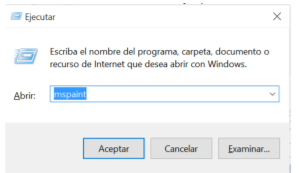 Ejecutar
Escriba el nombre del programa, carpeta, documento o
recurso de Internet que desea abrir con Windows.
Abrir: mspaint
Aceptar Cancelar Examinar...